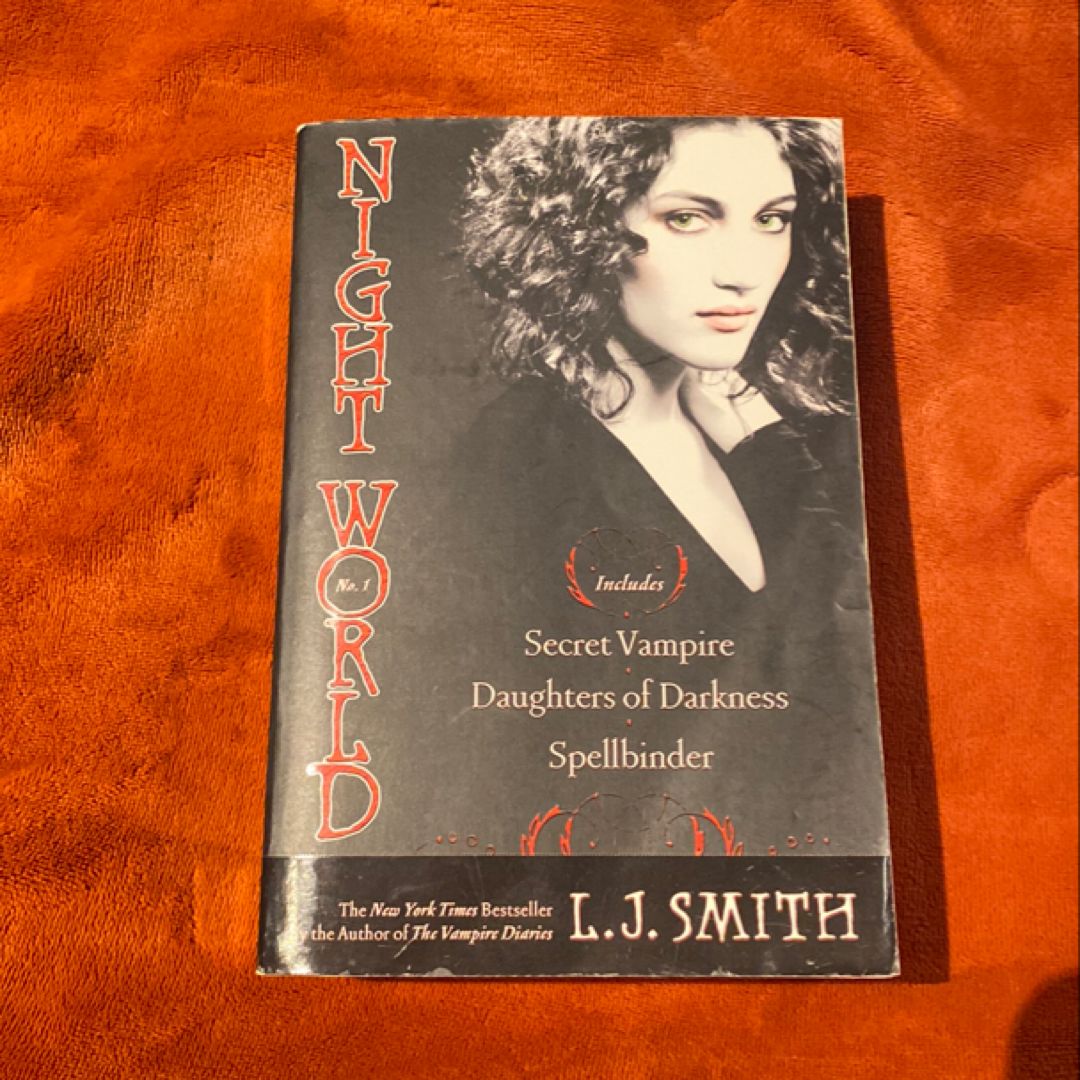 NIGHT WORLD
No. 1
Includes
Secret Vampire
Daughters of Darkness
Spellbinder
The New York Times Bestseller
by the Author of The Vampire Diaries
L.J. SMITH